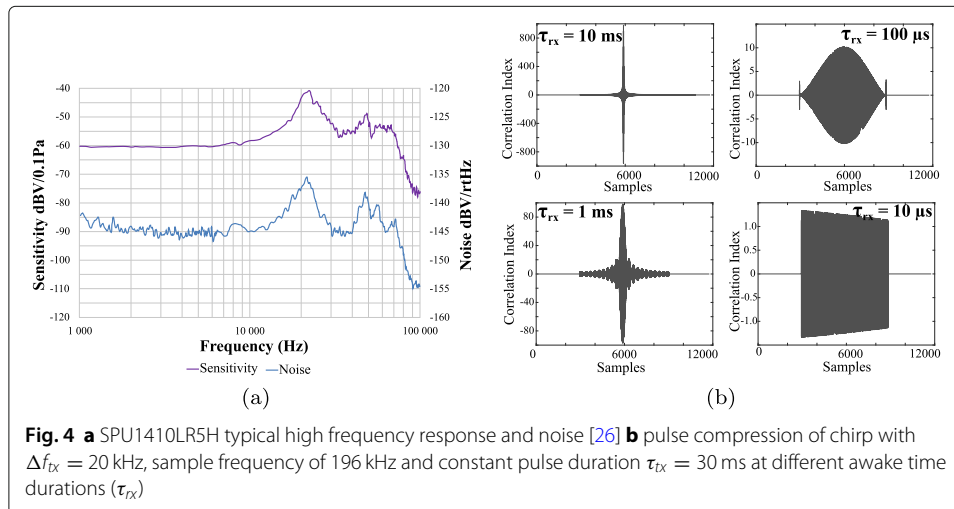 -40
-50
-60
-70
-80
-90
-100
-110
-120
Sensitivity dBV/0.1Pa
-120
-125
-130
-135
-140
-145
-150
-155
-160
Noise dBV/rtHz
1 000
10 000
100 000
Frequency (Hz)
Sensitivity
Noise
(a)
τrx = 10 ms
Correlation Index
800
400
0
-400
-800
0
6000
12000
Samples
τrx = 100 µs
Correlation Index
10
5
0
-5
-10
0
6000
12000
Samples
τrx = 1 ms
Correlation Index
80
40
0
-40
-80
0
6000
12000
Samples
τrx = 10 µs
Correlation Index
1.0
0.5
0
-0.5
-1.0
0
6000
12000
Samples
(b)
Fig. 4 a SPU1410LR5H typical high frequency response and noise [26] b pulse compression of chirp with
Δftx = 20 kHz, sample frequency of 196 kHz and constant pulse duration τtx = 30 ms at different awake time
durations (τrx)